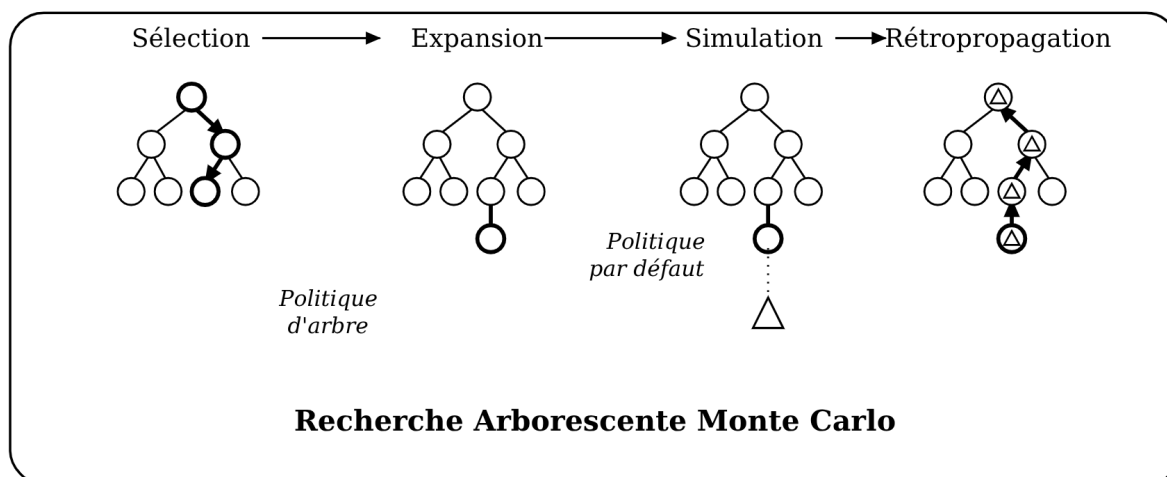 Sélection
Expansion
Simulation
Rétropropagation
Politique
par défaut
Politique
d'arbre
Recherche Arborescente Monte Carlo